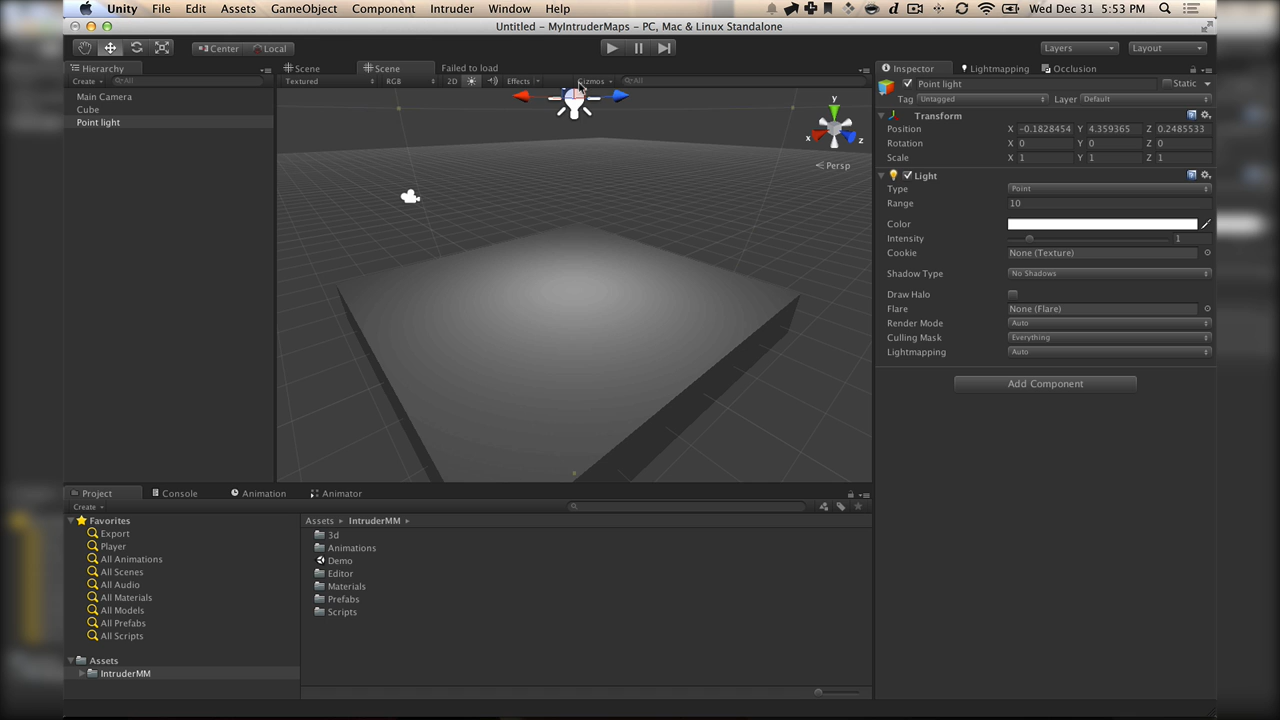 Unity File Edit Assets GameObject Component Intruder Window Help Wed Dec 31 5:53 PM
Untitled – MyIntruderMaps – PC, Mac & Linux Standalone
Center Local Layers Layout
Hierarchy Scene Scene Failed to load Inspector Lightmapping Occlusion
Create All Textured RGB 2D Effects Gizmos All Point light Static
Main Camera
Cube
Point light
Tag Untagged Layer Default
Transform
Position X −0.1828454 Y 4.359365 Z 0.2485533
Rotation X 0 Y 0 Z 0
Scale X 1 Y 1 Z 1
y
x z
Persp
Light
Type Point
Range 10
Color
Intensity 1
Cookie None (Texture)
Shadow Type No Shadows
Draw Halo
Flare None (Flare)
Render Mode Auto
Culling Mask Everything
Lightmapping Auto
Add Component
Project Console Animation Animator
Create
Favorites
Export
Player
All Animations
All Scenes
All Audio
All Materials
All Models
All Prefabs
All Scripts
Assets
IntruderMM
Assets IntruderMM
3d
Animations
Demo
Editor
Materials
Prefabs
Scripts